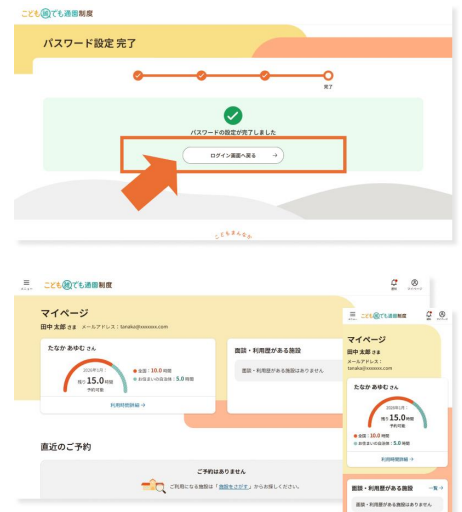 こども誰でも通園制度
パスワード設定 完了
完了
パスワードの設定が完了しました
ログイン画面へ戻る →
こどもまんなか
メニュー
こども誰でも通園制度
通知
マイページ
マイページ
田中 太郎 さま メールアドレス：tanaka@xxxxxxx.com
たなか あゆむ さん
2026年1月：
残り 15.0 時間
予約可能
全国：10.0 時間
お住まいの自治体：5.0 時間
利用時間詳細 →
面談・利用歴がある施設
面談・利用歴がある施設はありません
直近のご予約
ご予約はありません
ご利用になる施設は「施設をさがす」からお探しください。
こども誰でも通園制度
マイページ
田中 太郎 さま
メールアドレス：
tanaka@xxxxxxx.com
たなか あゆむ さん
2026年1月：
残り 15.0 時間
予約可能
全国：10.0 時間
お住まいの自治体：5.0 時間
利用時間詳細 →
面談・利用歴がある施設
一覧 →
面談・利用歴がある施設はありません